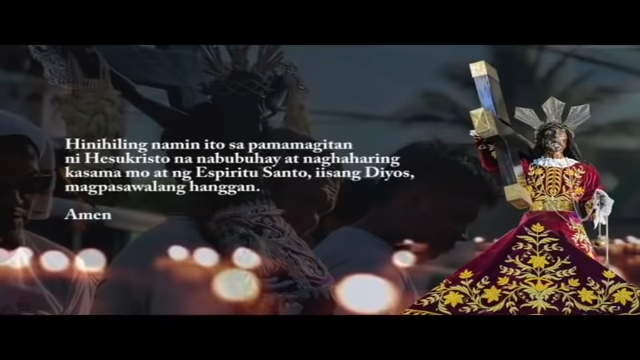 Hinihiling namin ito sa pamamagitan
ni Hesukristo na nabubuhay at naghaharing
kasama mo at ng Espiritu Santo, iisang Diyos,
magpasawalang hanggan.
Amen